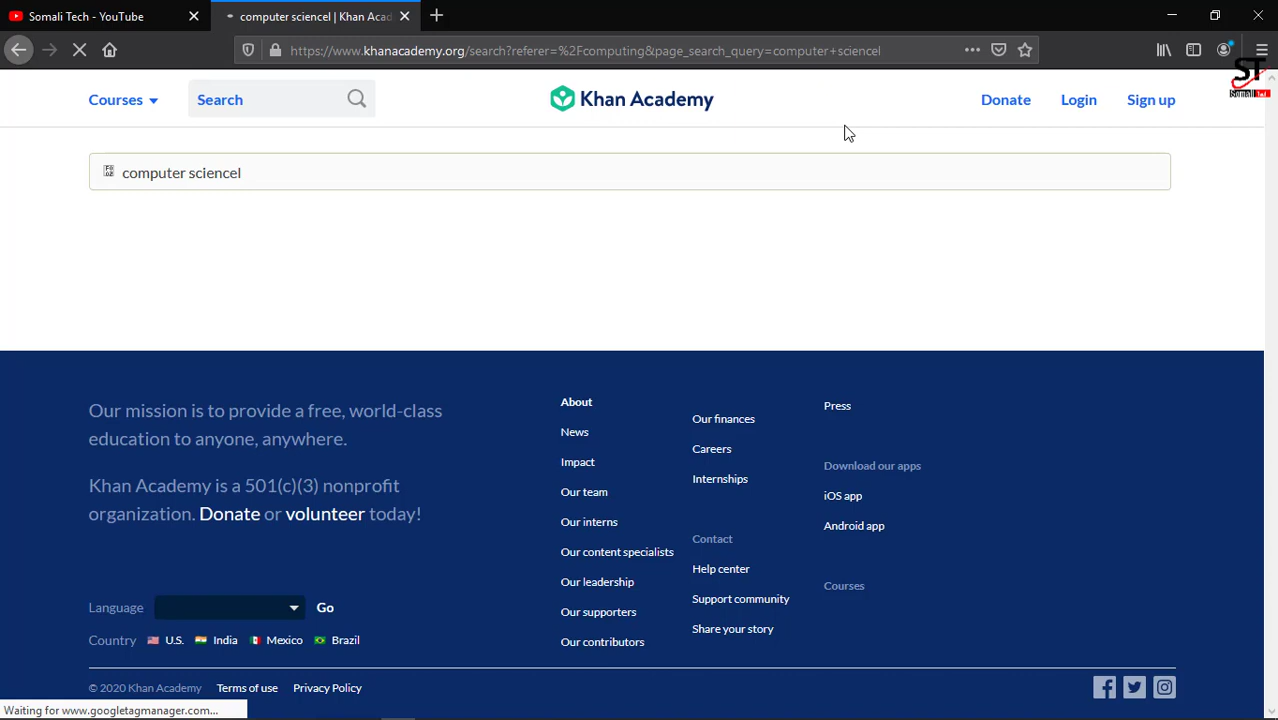 Somali Tech - YouTube
computer sciencel | Khan Acad
https://www.khanacademy.org/search?referer=%2Fcomputing&page_search_query=computer+sciencel
ST
Courses
Search
Khan Academy
Donate
Login
Sign up
computer sciencel
Our mission is to provide a free, world-class
education to anyone, anywhere.
Khan Academy is a 501(c)(3) nonprofit
organization. Donate or volunteer today!
About
News
Impact
Our team
Our interns
Our content specialists
Our leadership
Our supporters
Our contributors
Our finances
Careers
Internships
Contact
Help center
Support community
Share your story
Press
Download our apps
iOS app
Android app
Courses
Language
Go
Country
U.S.
India
Mexico
Brazil
© 2020 Khan Academy
Terms of use
Privacy Policy
Waiting for www.googletagmanager.com...